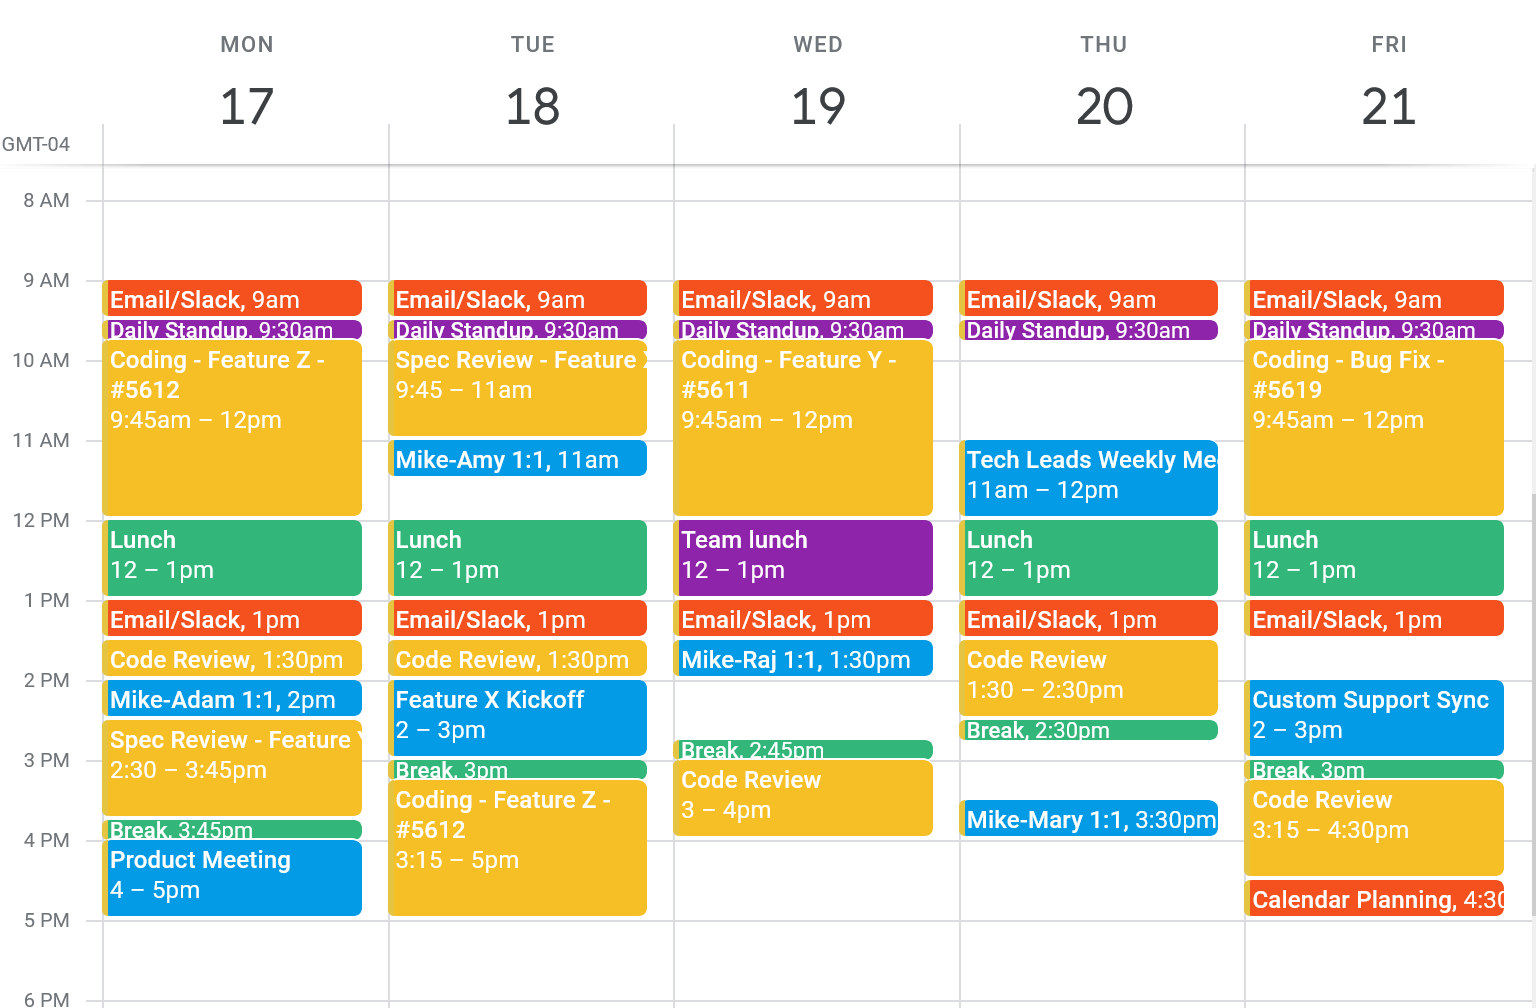 MON TUE WED THU FRI
17 18 19 20 21
GMT-04
8 AM
9 AM
10 AM
11 AM
12 PM
1 PM
2 PM
3 PM
4 PM
5 PM
6 PM
Email/Slack, 9am
Daily Standup, 9:30am
Coding - Feature Z -
#5612
9:45am – 12pm
Lunch
12 – 1pm
Email/Slack, 1pm
Code Review, 1:30pm
Mike-Adam 1:1, 2pm
Spec Review - Feature Y
2:30 – 3:45pm
Break, 3:45pm
Product Meeting
4 – 5pm
Email/Slack, 9am
Daily Standup, 9:30am
Spec Review - Feature X
9:45 – 11am
Mike-Amy 1:1, 11am
Lunch
12 – 1pm
Email/Slack, 1pm
Code Review, 1:30pm
Feature X Kickoff
2 – 3pm
Break, 3pm
Coding - Feature Z -
#5612
3:15 – 5pm
Email/Slack, 9am
Daily Standup, 9:30am
Coding - Feature Y -
#5611
9:45am – 12pm
Team lunch
12 – 1pm
Email/Slack, 1pm
Mike-Raj 1:1, 1:30pm
Break, 2:45pm
Code Review
3 – 4pm
Email/Slack, 9am
Daily Standup, 9:30am
Tech Leads Weekly Me
11am – 12pm
Lunch
12 – 1pm
Email/Slack, 1pm
Code Review
1:30 – 2:30pm
Break, 2:30pm
Mike-Mary 1:1, 3:30pm
Email/Slack, 9am
Daily Standup, 9:30am
Coding - Bug Fix -
#5619
9:45am – 12pm
Lunch
12 – 1pm
Email/Slack, 1pm
Custom Support Sync
2 – 3pm
Break, 3pm
Code Review
3:15 – 4:30pm
Calendar Planning, 4:30